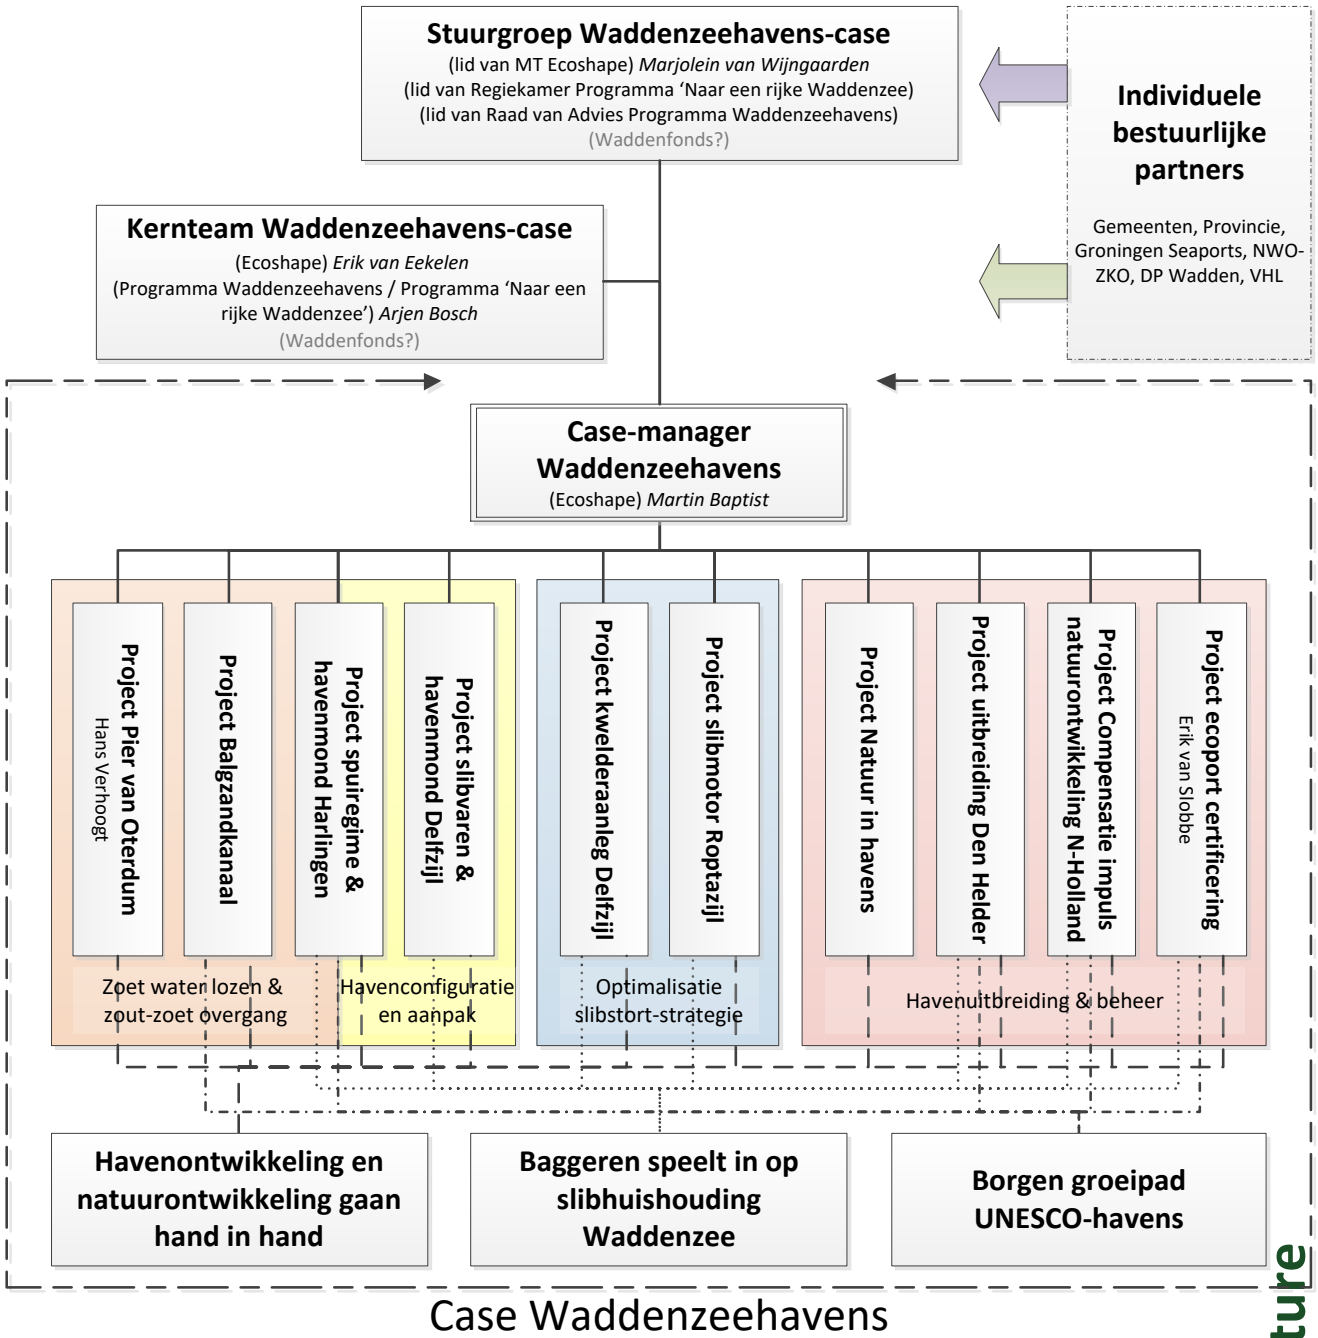 Stuurgroep Waddenzeehavens-case
(lid van MT Ecoshape) Marjolein van Wijngaarden
(lid van Regiekamer Programma ‘Naar een rijke Waddenzee)
(lid van Raad van Advies Programma Waddenzeehavens)
(Waddenfonds?)
Individuele
bestuurlijke
partners
Gemeenten, Provincie,
Groningen Seaports, NWO-
ZKO, DP Wadden, VHL
Kernteam Waddenzeehavens-case
(Ecoshape) Erik van Eekelen
(Programma Waddenzeehavens / Programma ‘Naar een
rijke Waddenzee’) Arjen Bosch
(Waddenfonds?)
Case-manager
Waddenzeehavens
(Ecoshape) Martin Baptist
Project Pier van Oterdum
Hans Verhoogt
Project Balgzandkanaal
Project spuiregime &
havenmond Harlingen
Project slibvaren &
havenmond Delfzijl
Project kwelderaanleg Delfzijl
Project slibmotor Roptazijl
Project Natuur in havens
Project uitbreiding Den Helder
Project Compensatie impuls
natuurontwikkeling N-Holland
Project ecoport certificering
Erik van Slobbe
Zoet water lozen &
zout-zoet overgang
Havenconfiguratie
en aanpak
Optimalisatie
slibstort-strategie
Havenuitbreiding & beheer
Havenontwikkeling en
natuurontwikkeling gaan
hand in hand
Baggeren speelt in op
slibhuishouding
Waddenzee
Borgen groeipad
UNESCO-havens
Case Waddenzeehavens
ture